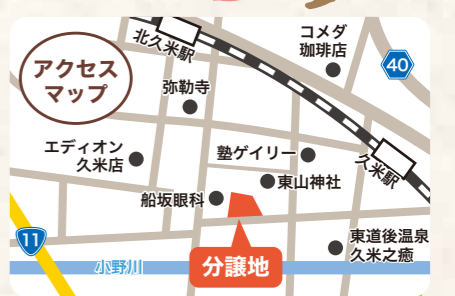 アクセス
マップ
北久米駅
コメダ
珈琲店
40
弥勒寺
エディオン
久米店
塾ゲイリー
久米駅
東山神社
船坂眼科
11
小野川
分譲地
東道後温泉
久米之癒